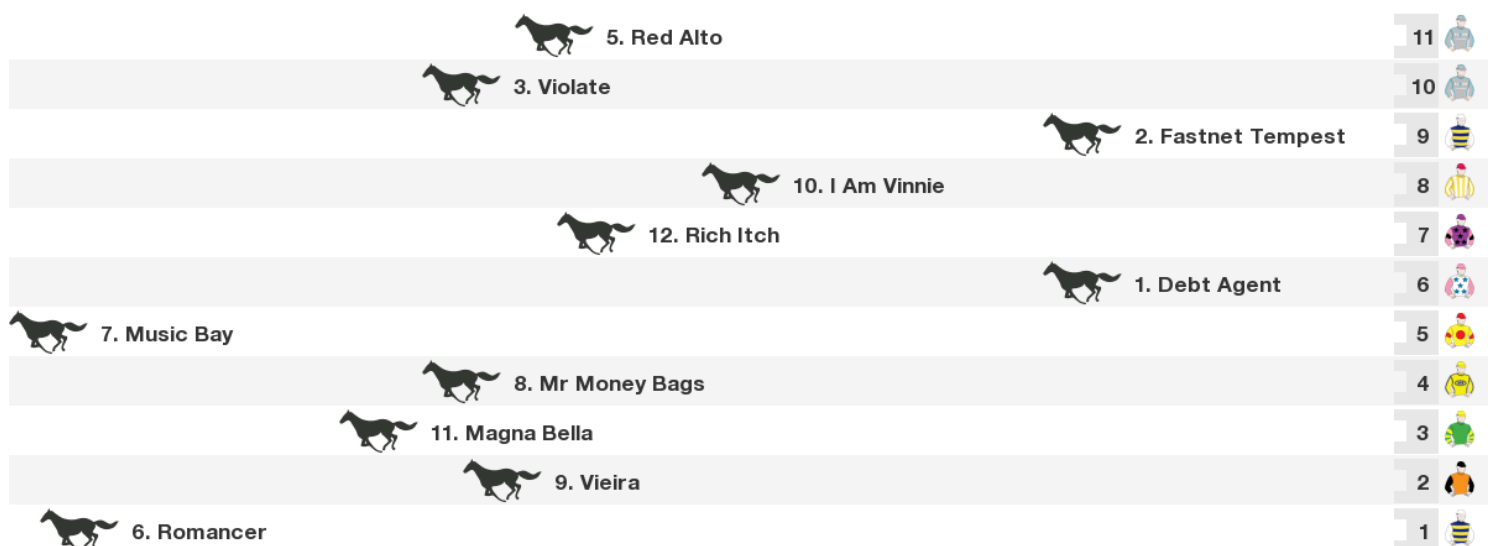 5. Red Alto 11
3. Violate 10
2. Fastnet Tempest 9
10. I Am Vinnie 8
12. Rich Itch 7
1. Debt Agent 6
7. Music Bay 5
8. Mr Money Bags 4
11. Magna Bella 3
9. Vieira 2
6. Romancer 1